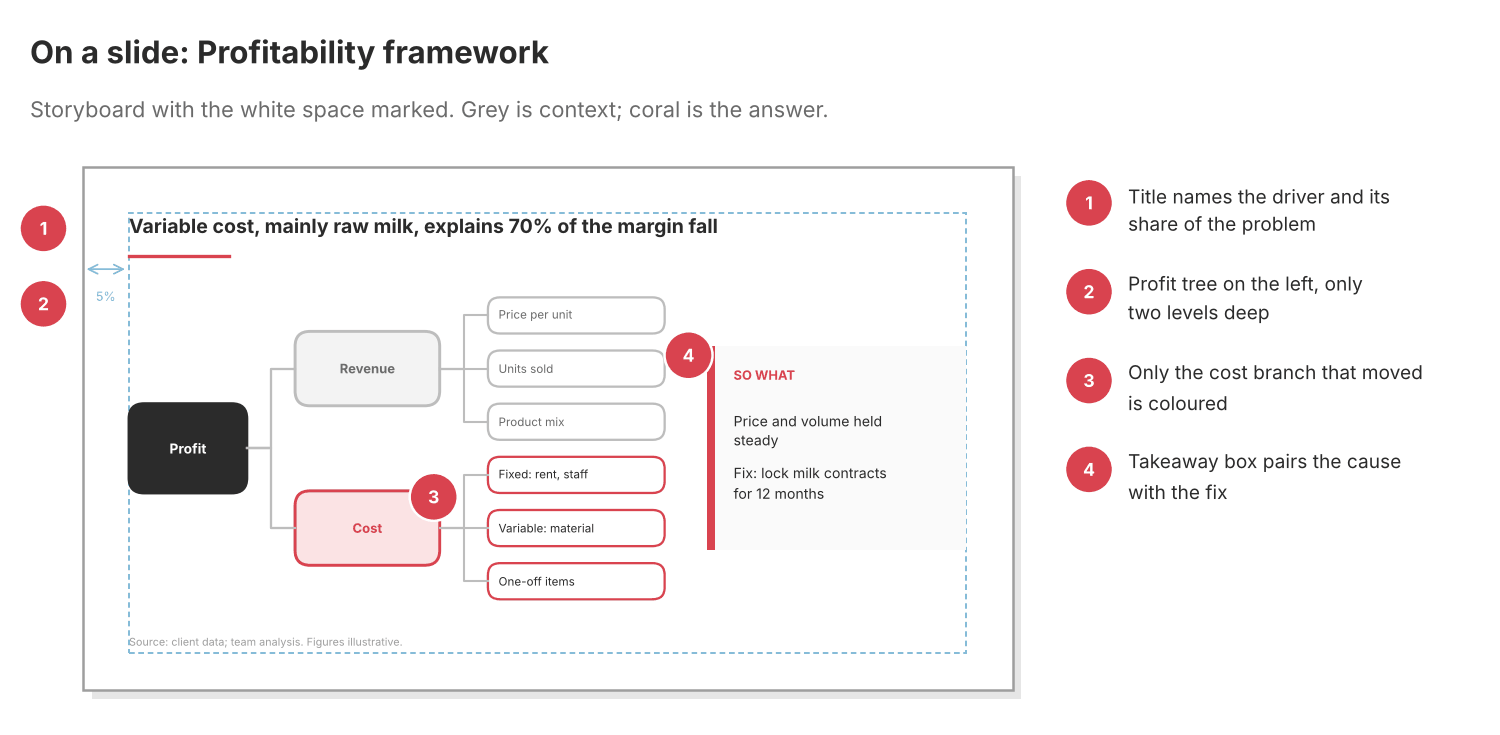 On a slide: Profitability framework
Storyboard with the white space marked. Grey is context; coral is the answer.
1
2
5%
Variable cost, mainly raw milk, explains 70% of the margin fall
Profit
Revenue
Cost
3
Price per unit
Units sold
Product mix
Fixed: rent, staff
Variable: material
One-off items
4
SO WHAT
Price and volume held
steady
Fix: lock milk contracts
for 12 months
Source: client data; team analysis. Figures illustrative.
1
Title names the driver and its
share of the problem
2
Profit tree on the left, only
two levels deep
3
Only the cost branch that moved
is coloured
4
Takeaway box pairs the cause
with the fix